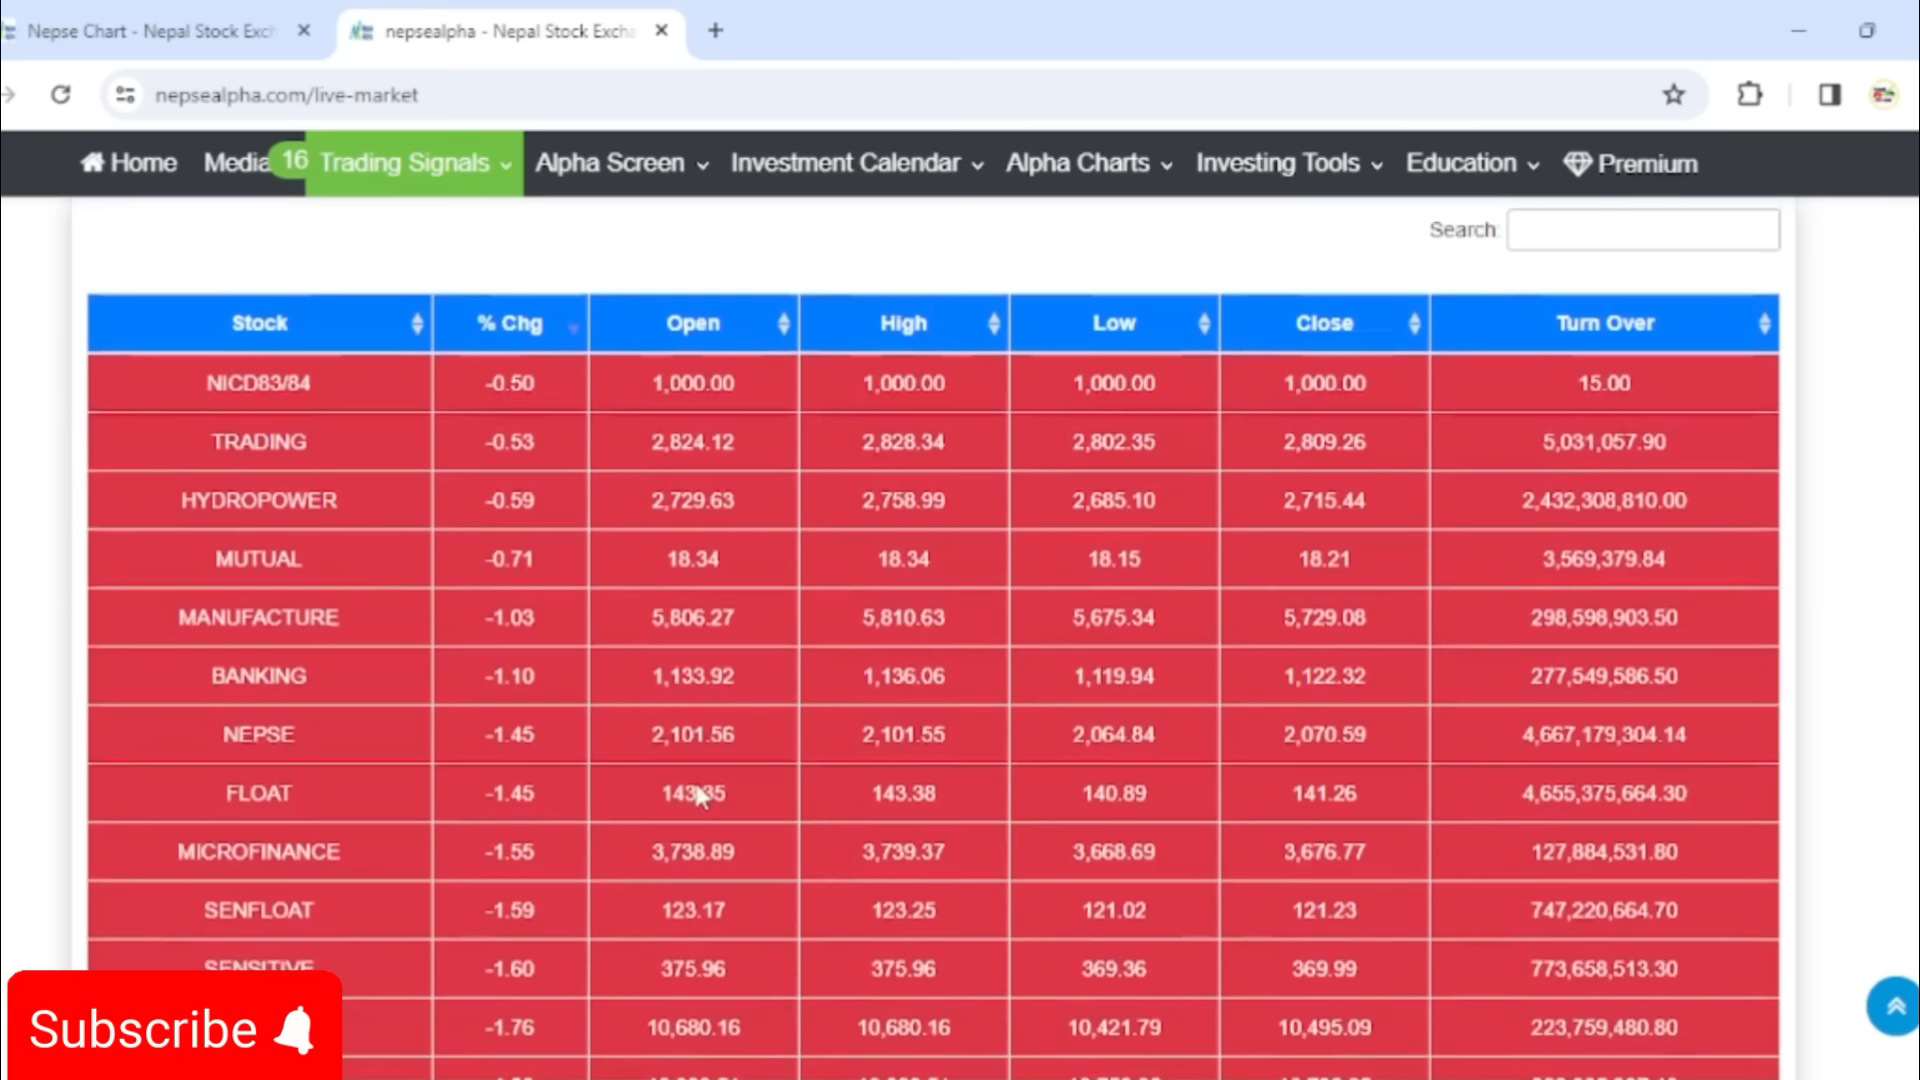 Nepse Chart - Nepal Stock Exch
nepsealpha - Nepal Stock Excha
nepsealpha.com/live-market
Home Media 16 Trading Signals Alpha Screen Investment Calendar Alpha Charts Investing Tools Education Premium
Search:
Stock % Chg Open High Low Close Turn Over
NICD83/84 -0.50 1,000.00 1,000.00 1,000.00 1,000.00 15.00
TRADING -0.53 2,824.12 2,828.34 2,802.35 2,809.26 5,031,057.90
HYDROPOWER -0.59 2,729.63 2,758.99 2,685.10 2,715.44 2,432,308,810.00
MUTUAL -0.71 18.34 18.34 18.15 18.21 3,569,379.84
MANUFACTURE -1.03 5,806.27 5,810.63 5,675.34 5,729.08 298,598,903.50
BANKING -1.10 1,133.92 1,136.06 1,119.94 1,122.32 277,549,586.50
NEPSE -1.45 2,101.56 2,101.55 2,064.84 2,070.59 4,667,179,304.14
FLOAT -1.45 143.35 143.38 140.89 141.26 4,655,375,664.30
MICROFINANCE -1.55 3,738.89 3,739.37 3,668.69 3,676.77 127,884,531.80
SENFLOAT -1.59 123.17 123.25 121.02 121.23 747,220,664.70
SENSITIVE -1.60 375.96 375.96 369.36 369.99 773,658,513.30
-1.76 10,680.16 10,680.16 10,421.79 10,495.09 223,759,480.80
Subscribe